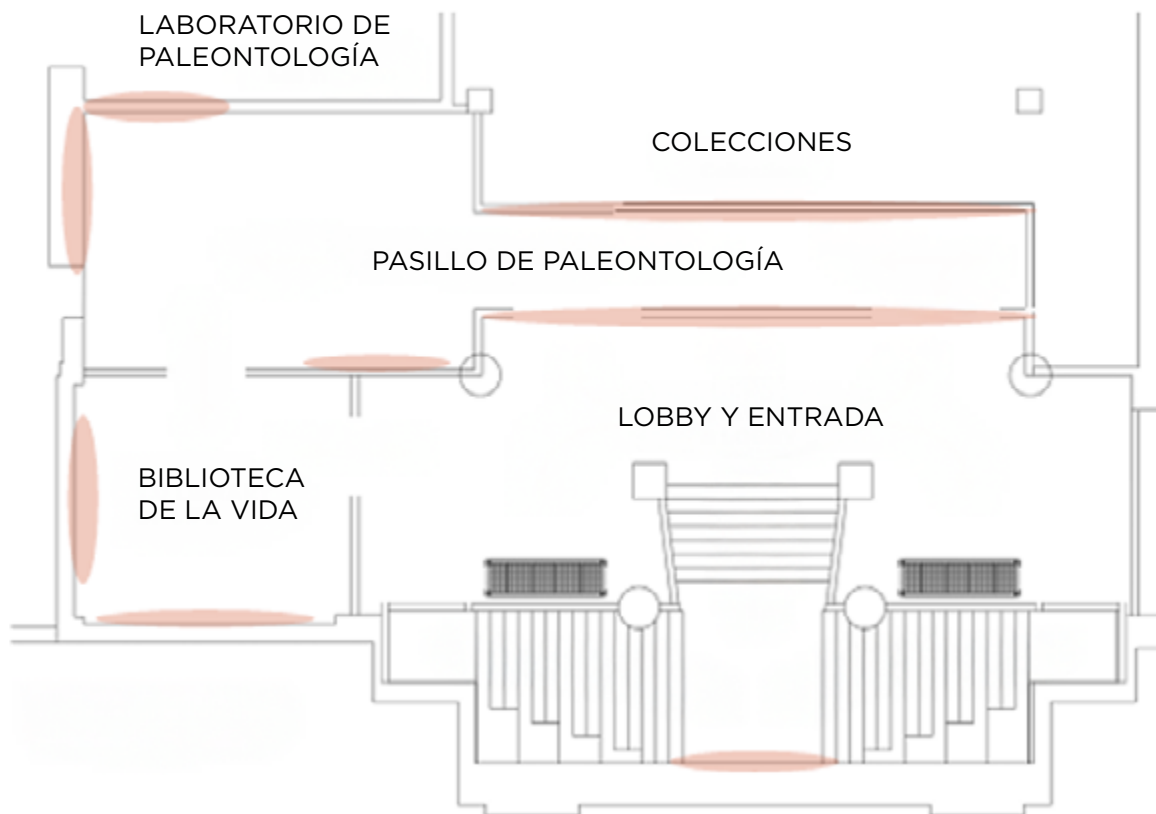 LABORATORIO DE
PALEONTOLOGÍA
COLECCIONES
PASILLO DE PALEONTOLOGÍA
LOBBY Y ENTRADA
BIBLIOTECA
DE LA VIDA